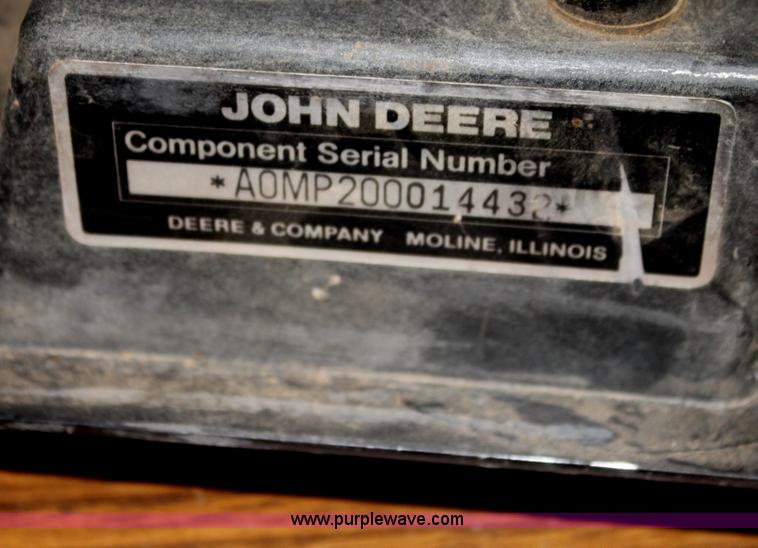 JOHN DEERE
Component Serial Number
*A0MP200014432*
DEERE & COMPANY MOLINE, ILLINOIS
www.purplewave.com